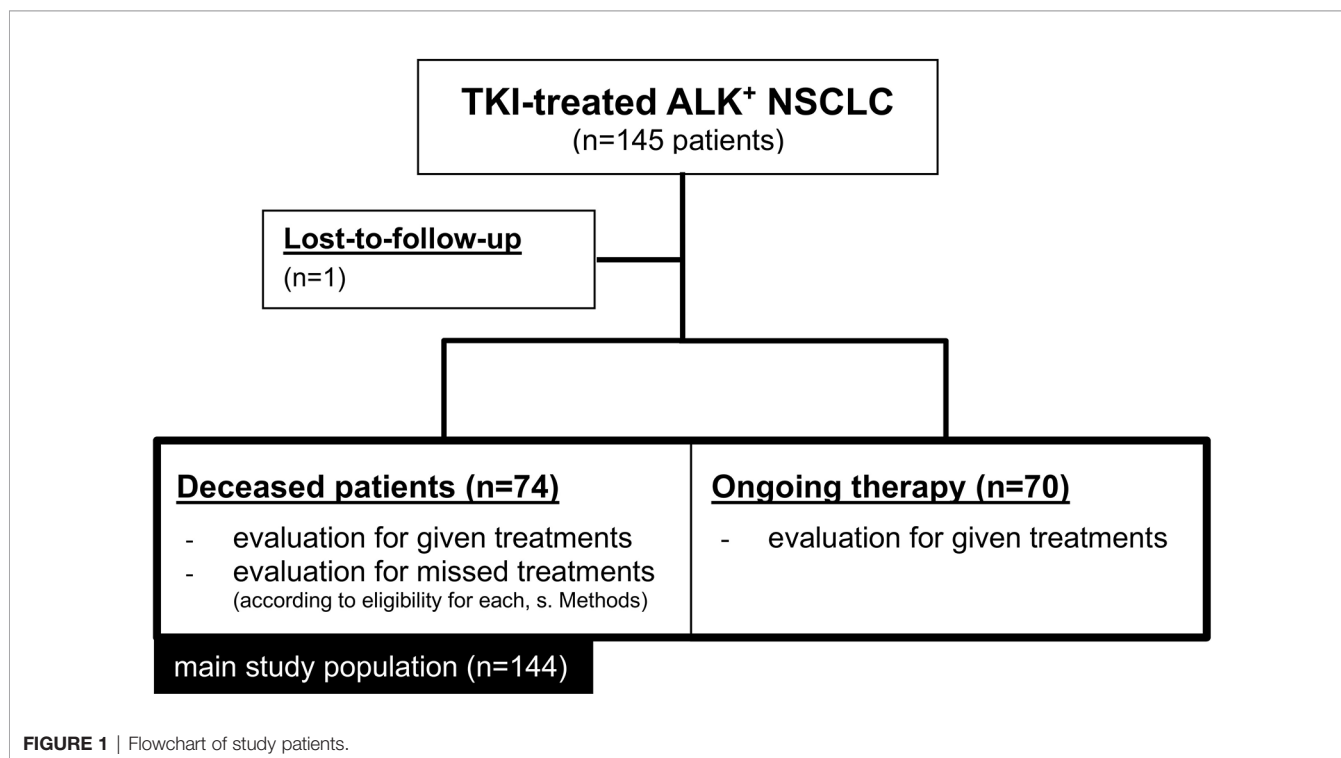 TKI-treated ALK⁺ NSCLC
(n=145 patients)
Lost-to-follow-up
(n=1)
Deceased patients (n=74)
- evaluation for given treatments
- evaluation for missed treatments
(according to eligibility for each, s. Methods)
Ongoing therapy (n=70)
- evaluation for given treatments
main study population (n=144)
FIGURE 1 | Flowchart of study patients.